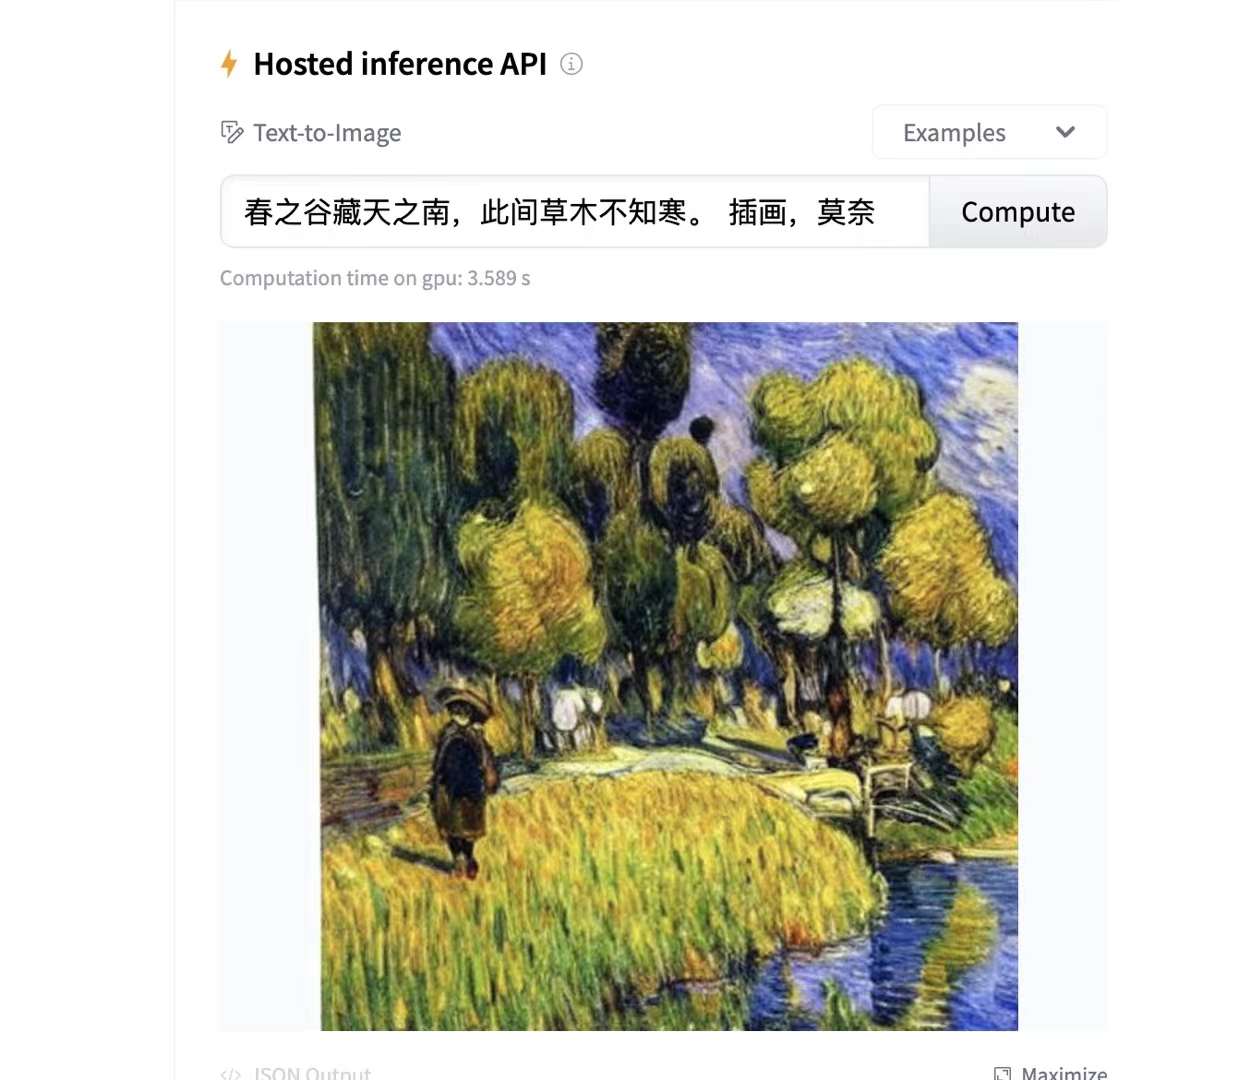 Hosted inference API
Text-to-Image
Examples
春之谷藏天之南，此间草木不知寒。 插画，莫奈
Compute
Computation time on gpu: 3.589 s
JSON Output
Maximize